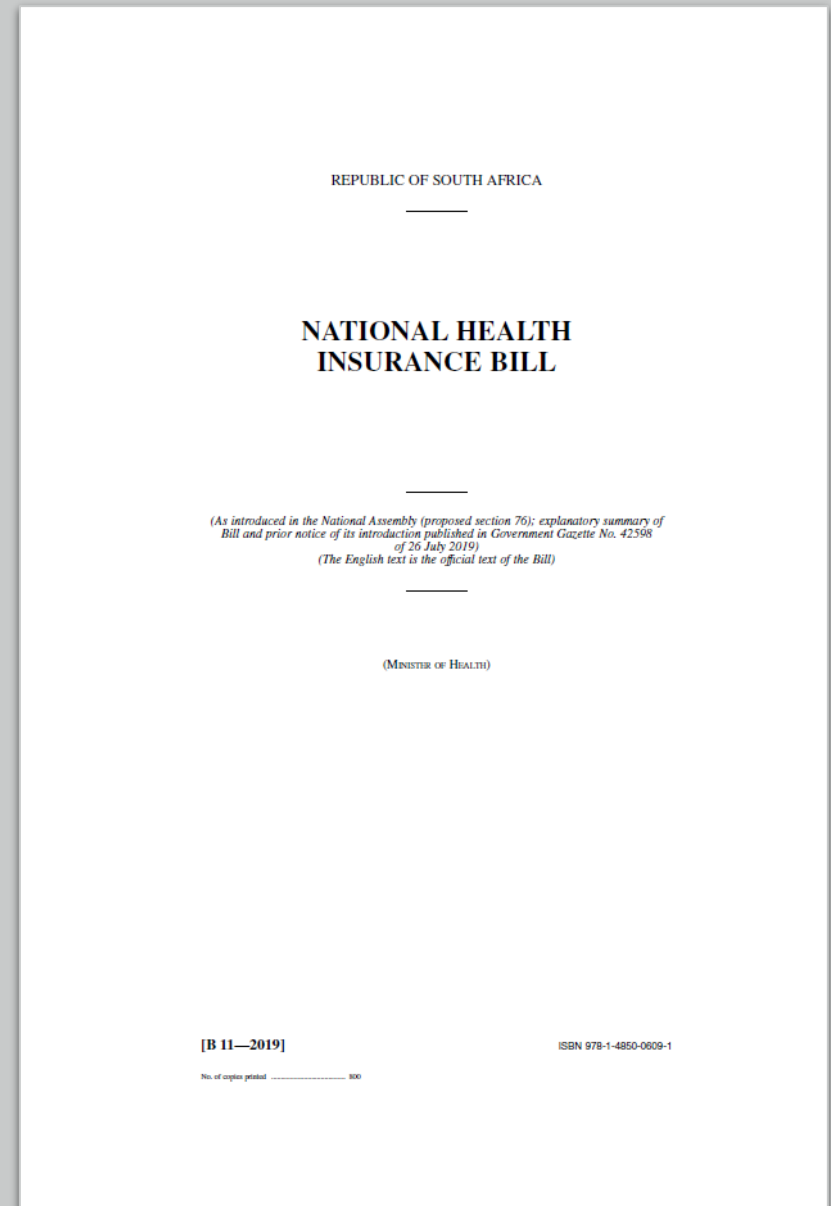 REPUBLIC OF SOUTH AFRICA
NATIONAL HEALTH
INSURANCE BILL
(As introduced in the National Assembly (proposed section 76); explanatory summary of
Bill and prior notice of its introduction published in Government Gazette No. 42598
of 26 July 2019)
(The English text is the official text of the Bill)
(MINISTER OF HEALTH)
[B 11—2019]
ISBN 978-1-4850-0609-1
No. of copies printed ......................................... 800